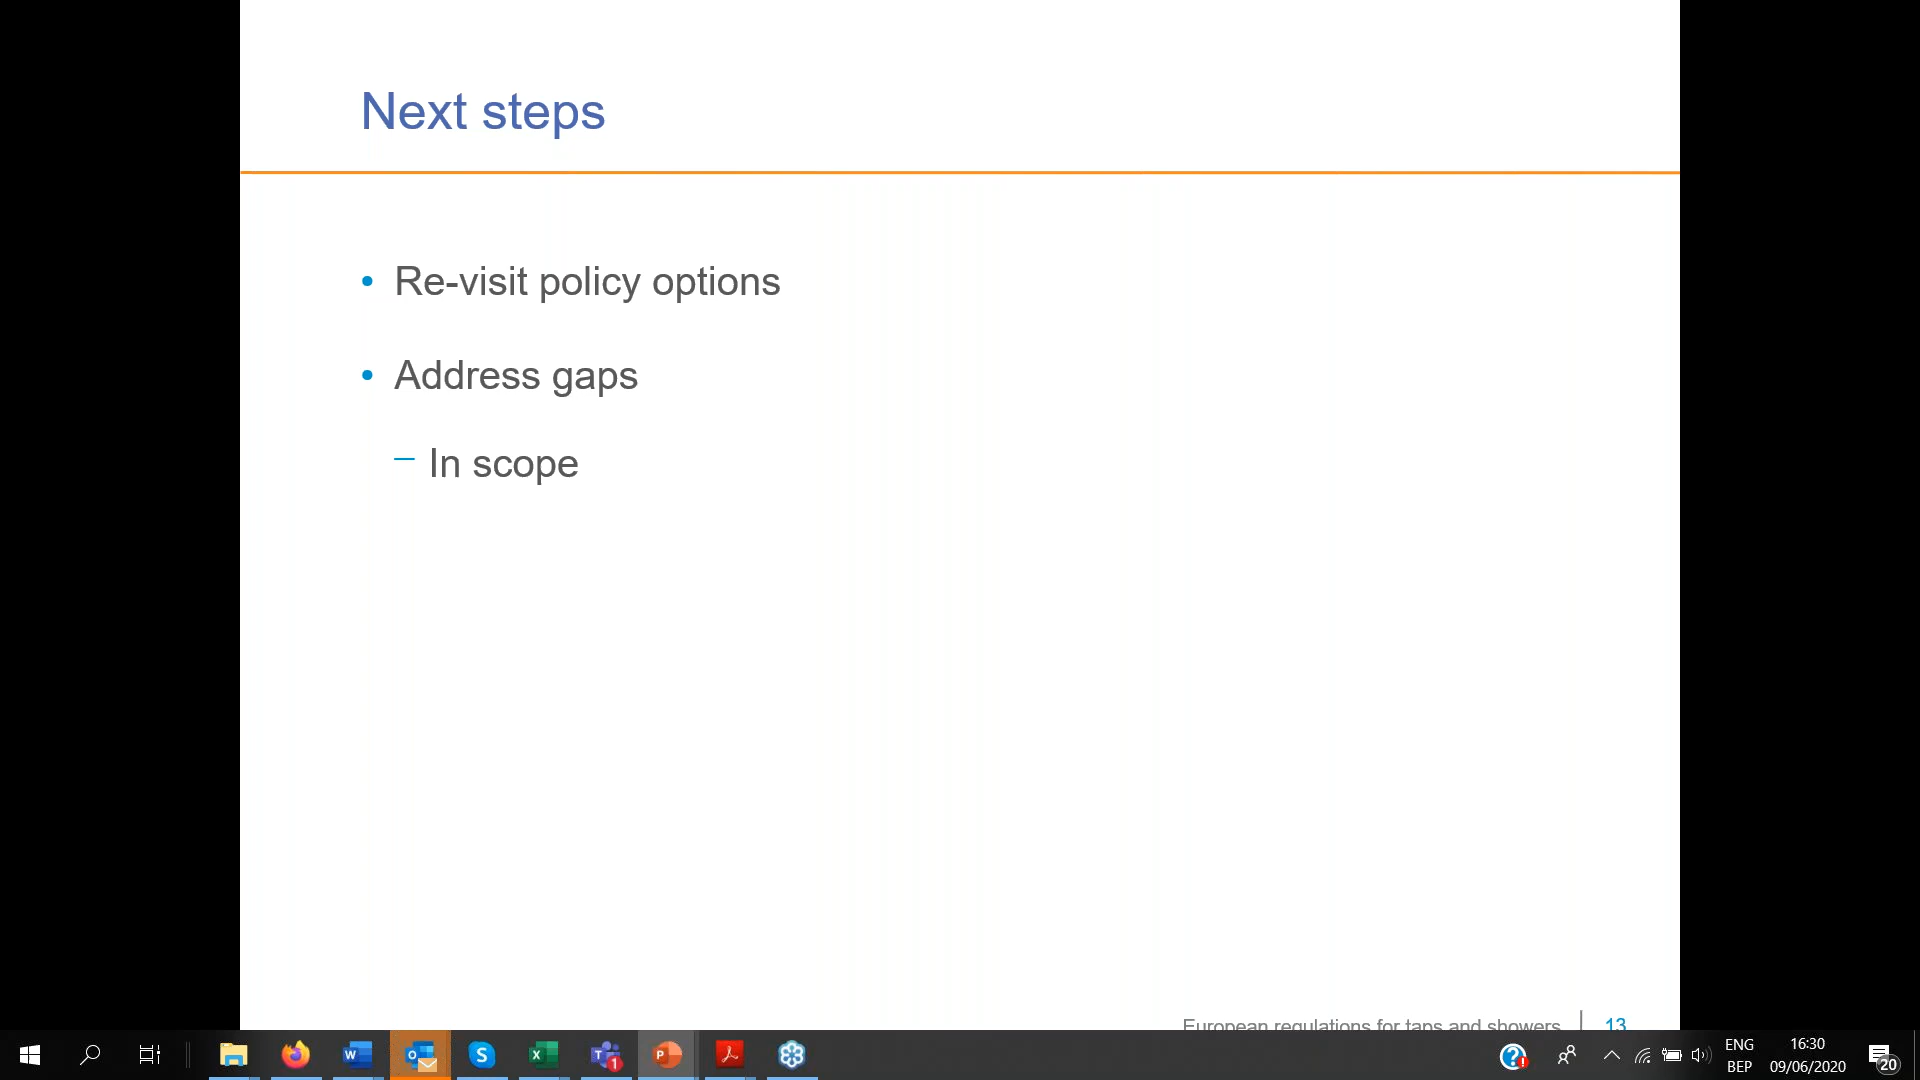 Next steps
• Re-visit policy options
• Address gaps
– In scope
European regulations for taps and showers | 13
ENG
BEP
16:30
09/06/2020
20
1